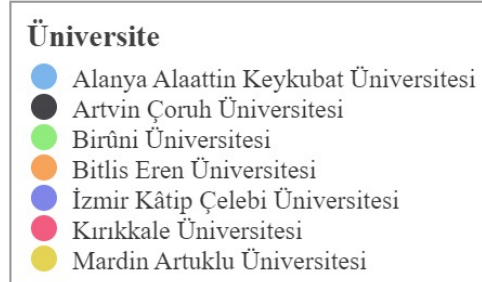 Üniversite
Alanya Alaattin Keykubat Üniversitesi
Artvin Çoruh Üniversitesi
Birûni Üniversitesi
Bitlis Eren Üniversitesi
İzmir Kâtip Çelebi Üniversitesi
Kırıkkale Üniversitesi
Mardin Artuklu Üniversitesi